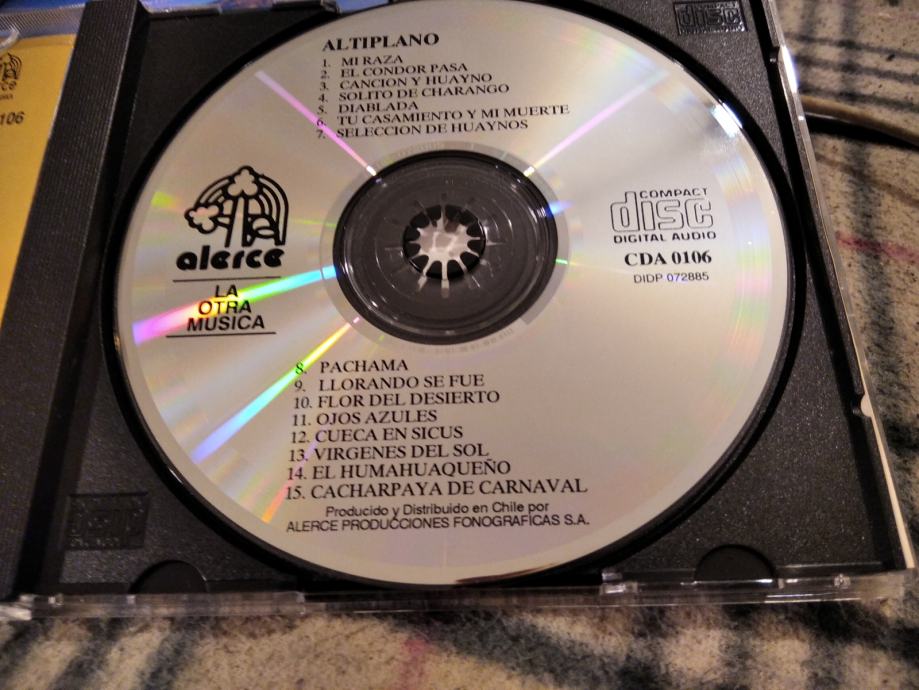 ALTIPLANO
1. MI RAZA
2. EL CONDOR PASA
3. CANCION Y HUAYNO
4. SOLITO DE CHARANGO
5. DIABLADA
6. TU CASAMIENTO Y MI MUERTE
7. SELECCION DE HUAYNOS
106
alerce
LA
OTRA
MUSICA
COMPACT
disc
DIGITAL AUDIO
CDA 0106
DIDP 072885
8. PACHAMA
9. LLORANDO SE FUE
10. FLOR DEL DESIERTO
11. OJOS AZULES
12. CUECA EN SICUS
13. VIRGENES DEL SOL
14. EL HUMAHUAQUEÑO
15. CACHARPAYA DE CARNAVAL
Producido y Distribuido en Chile por
ALERCE PRODUCCIONES FONOGRAFICAS S.A.
disc